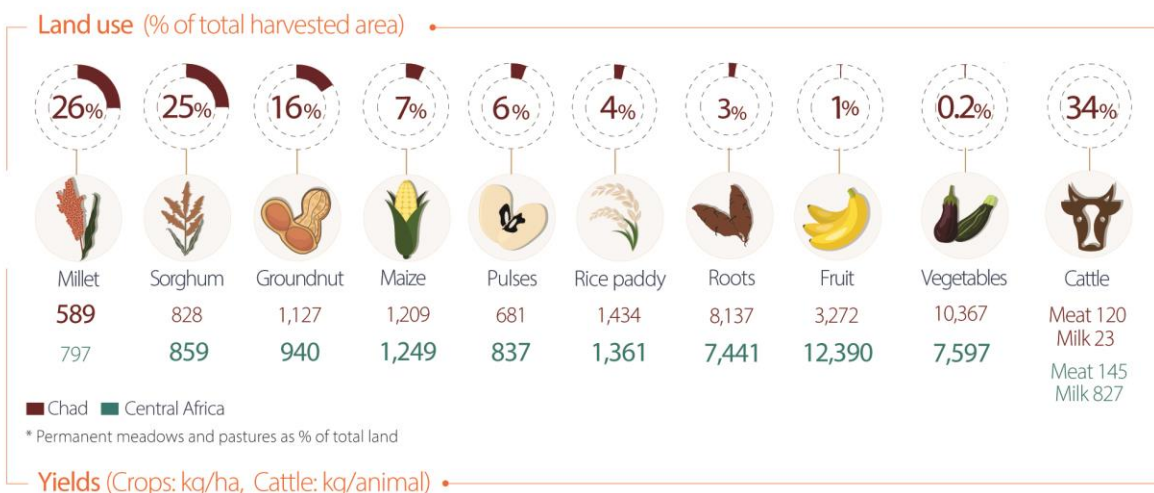 Land use (% of total harvested area)
26% 25% 16% 7% 6% 4% 3% 1% 0.2% 34%
Millet Sorghum Groundnut Maize Pulses Rice paddy Roots Fruit Vegetables Cattle
589 828 1,127 1,209 681 1,434 8,137 3,272 10,367 Meat 120
Milk 23
797 859 940 1,249 837 1,361 7,441 12,390 7,597 Meat 145
Milk 827
Chad Central Africa
* Permanent meadows and pastures as % of total land
Yields (Crops: kg/ha, Cattle: kg/animal)